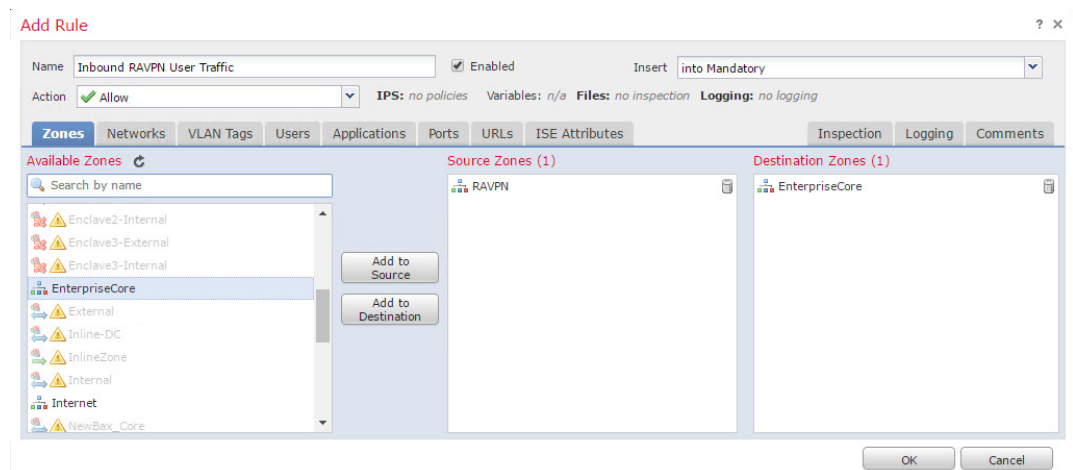 Add Rule ? ×
Name Inbound RAVPN User Traffic Enabled Insert into Mandatory
Action Allow IPS: no policies Variables: n/a Files: no inspection Logging: no logging
Zones Networks VLAN Tags Users Applications Ports URLs ISE Attributes Inspection Logging Comments
Available Zones Source Zones (1) Destination Zones (1)
Search by name RAVPN EnterpriseCore
Enclave2-Internal
Enclave3-External
Enclave3-Internal
EnterpriseCore
External
Inline-DC
InlineZone
Internal
Internet
NewBax_Core
Add to
Source
Add to
Destination
OK Cancel